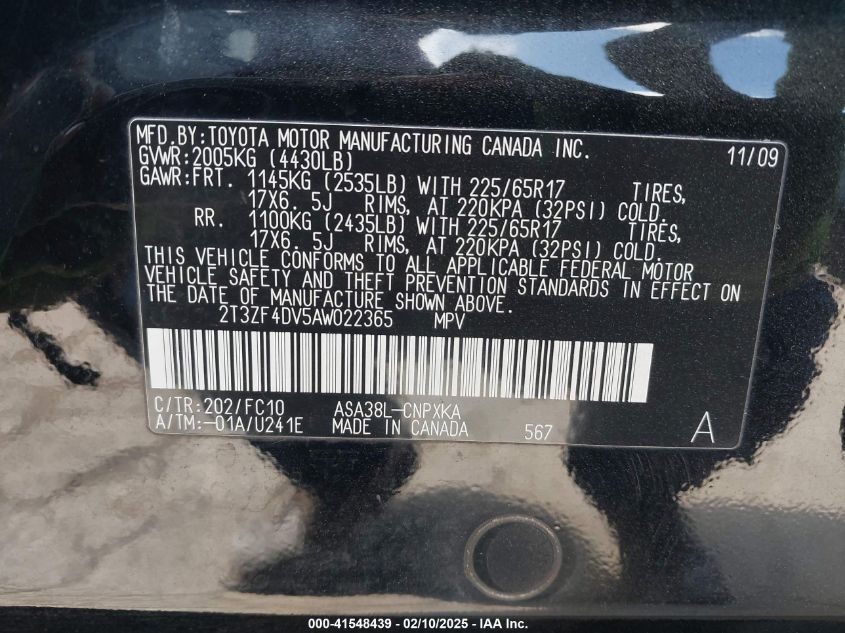 MFD.BY:TOYOTA MOTOR MANUFACTURING CANADA INC. 11/09
GVWR:2005KG (4430LB)
GAWR:FRT. 1145KG (2535LB) WITH 225/65R17 TIRES,
17X6. 5J RIMS, AT 220KPA (32PSI) COLD.
RR. 1100KG (2435LB) WITH 225/65R17 TIRES,
17X6. 5J RIMS, AT 220KPA (32PSI) COLD.
THIS VEHICLE CONFORMS TO ALL APPLICABLE FEDERAL MOTOR
VEHICLE SAFETY AND THEFT PREVENTION STANDARDS IN EFFECT ON
THE DATE OF MANUFACTURE SHOWN ABOVE.
2T3ZF4DV5AW022365 MPV
C/TR:202/FC10 ASA38L-CNPXKA
A/TM:-01A/U241E MADE IN CANADA 567 A
000-41548439 - 02/10/2025 - IAA Inc.